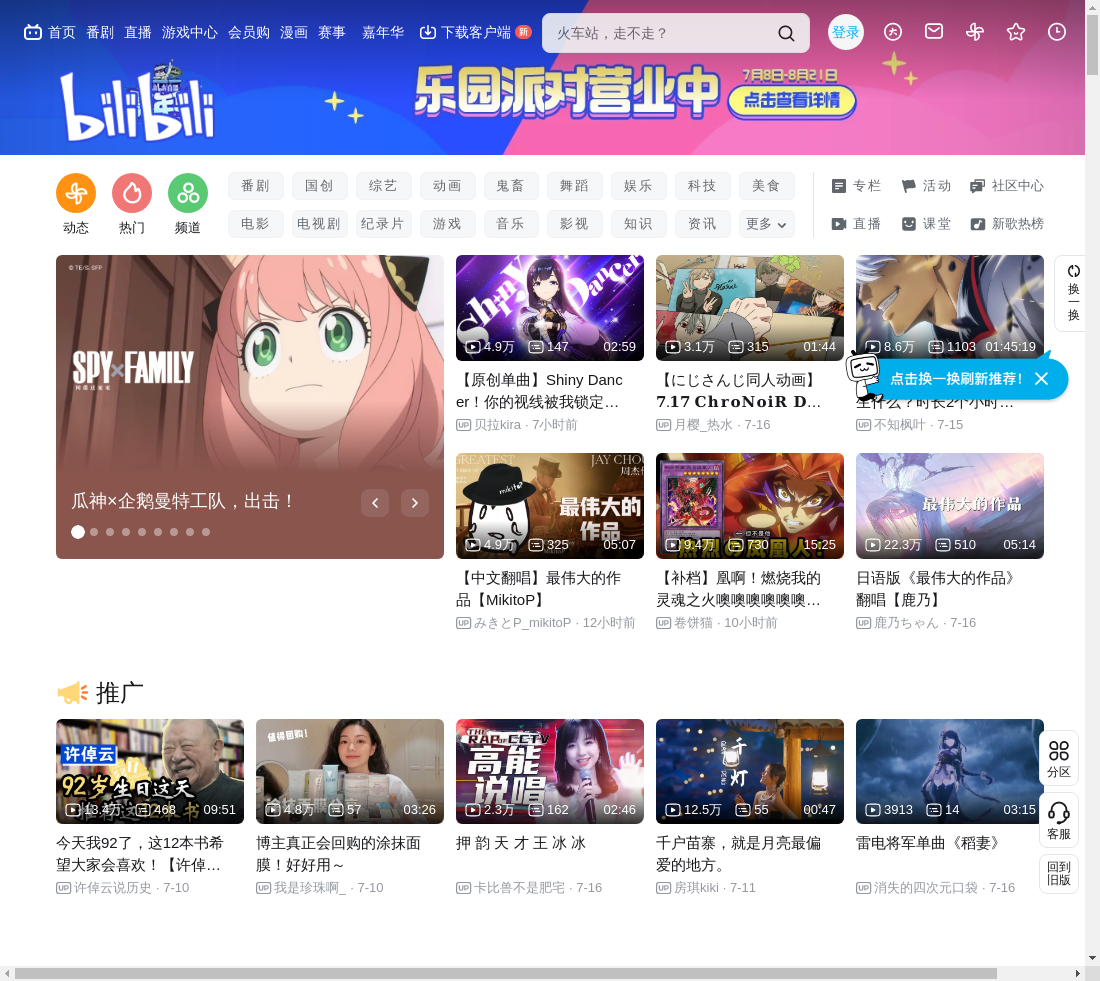 首页 番剧 直播 游戏中心 会员购 漫画 赛事 嘉年华 下载客户端 新
火车站，走不走？
登录
bilibili
乐园派对营业中
7月8日-8月21日
点击查看详情
动态 热门 频道
番剧 国创 综艺 动画 鬼畜 舞蹈 娱乐 科技 美食
电影 电视剧 纪录片 游戏 音乐 影视 知识 资讯 更多
专栏 活动 社区中心
直播 课堂 新歌热榜
换一换
© TE/S, SFP
SPY×FAMILY
瓜神×企鹅曼特工队，出击！
Shiny Dancer
4.9万 147 02:59
【原创单曲】Shiny Danc
er！你的视线被我锁定…
UP 贝拉kira · 7小时前
3.1万 315 01:44
【にじさんじ同人动画】
7.17 ChroNoiR D…
UP 月樱_热水 · 7-16
8.6万 1103 01:45:19
点击换一换刷新推荐！
生什么？时长2个小时…
UP 不知枫叶 · 7-15
GREATEST
JAY CHOU
mikitoP
最伟大的
作品
4.9万 325 05:07
【中文翻唱】最伟大的作
品【MikitoP】
UP みきとP_mikitoP · 12小时前
9.4万 730 15:25
【补档】凰啊！燃烧我的
灵魂之火噢噢噢噢噢噢…
UP 卷饼猫 · 10小时前
最伟大的作品
22.3万 510 05:14
日语版《最伟大的作品》
翻唱【鹿乃】
UP 鹿乃ちゃん · 7-16
推广
许倬云
92岁生日这天
13.4万 468 09:51
今天我92了，这12本书希
望大家会喜欢！【许倬…
UP 许倬云说历史 · 7-10
值得回购!
4.8万 57 03:26
博主真正会回购的涂抹面
膜！好好用～
UP 我是珍珠啊_ · 7-10
THE RAP OF CCTV
高能
说唱
2.3万 162 02:46
押 韵 天 才 王 冰 冰
UP 卡比兽不是肥宅 · 7-16
千灯
12.5万 55 00:47
千户苗寨，就是月亮最偏
爱的地方。
UP 房琪kiki · 7-11
3913 14 03:15
雷电将军单曲《稻妻》
UP 消失的四次元口袋 · 7-16
分区
客服
回到
旧版